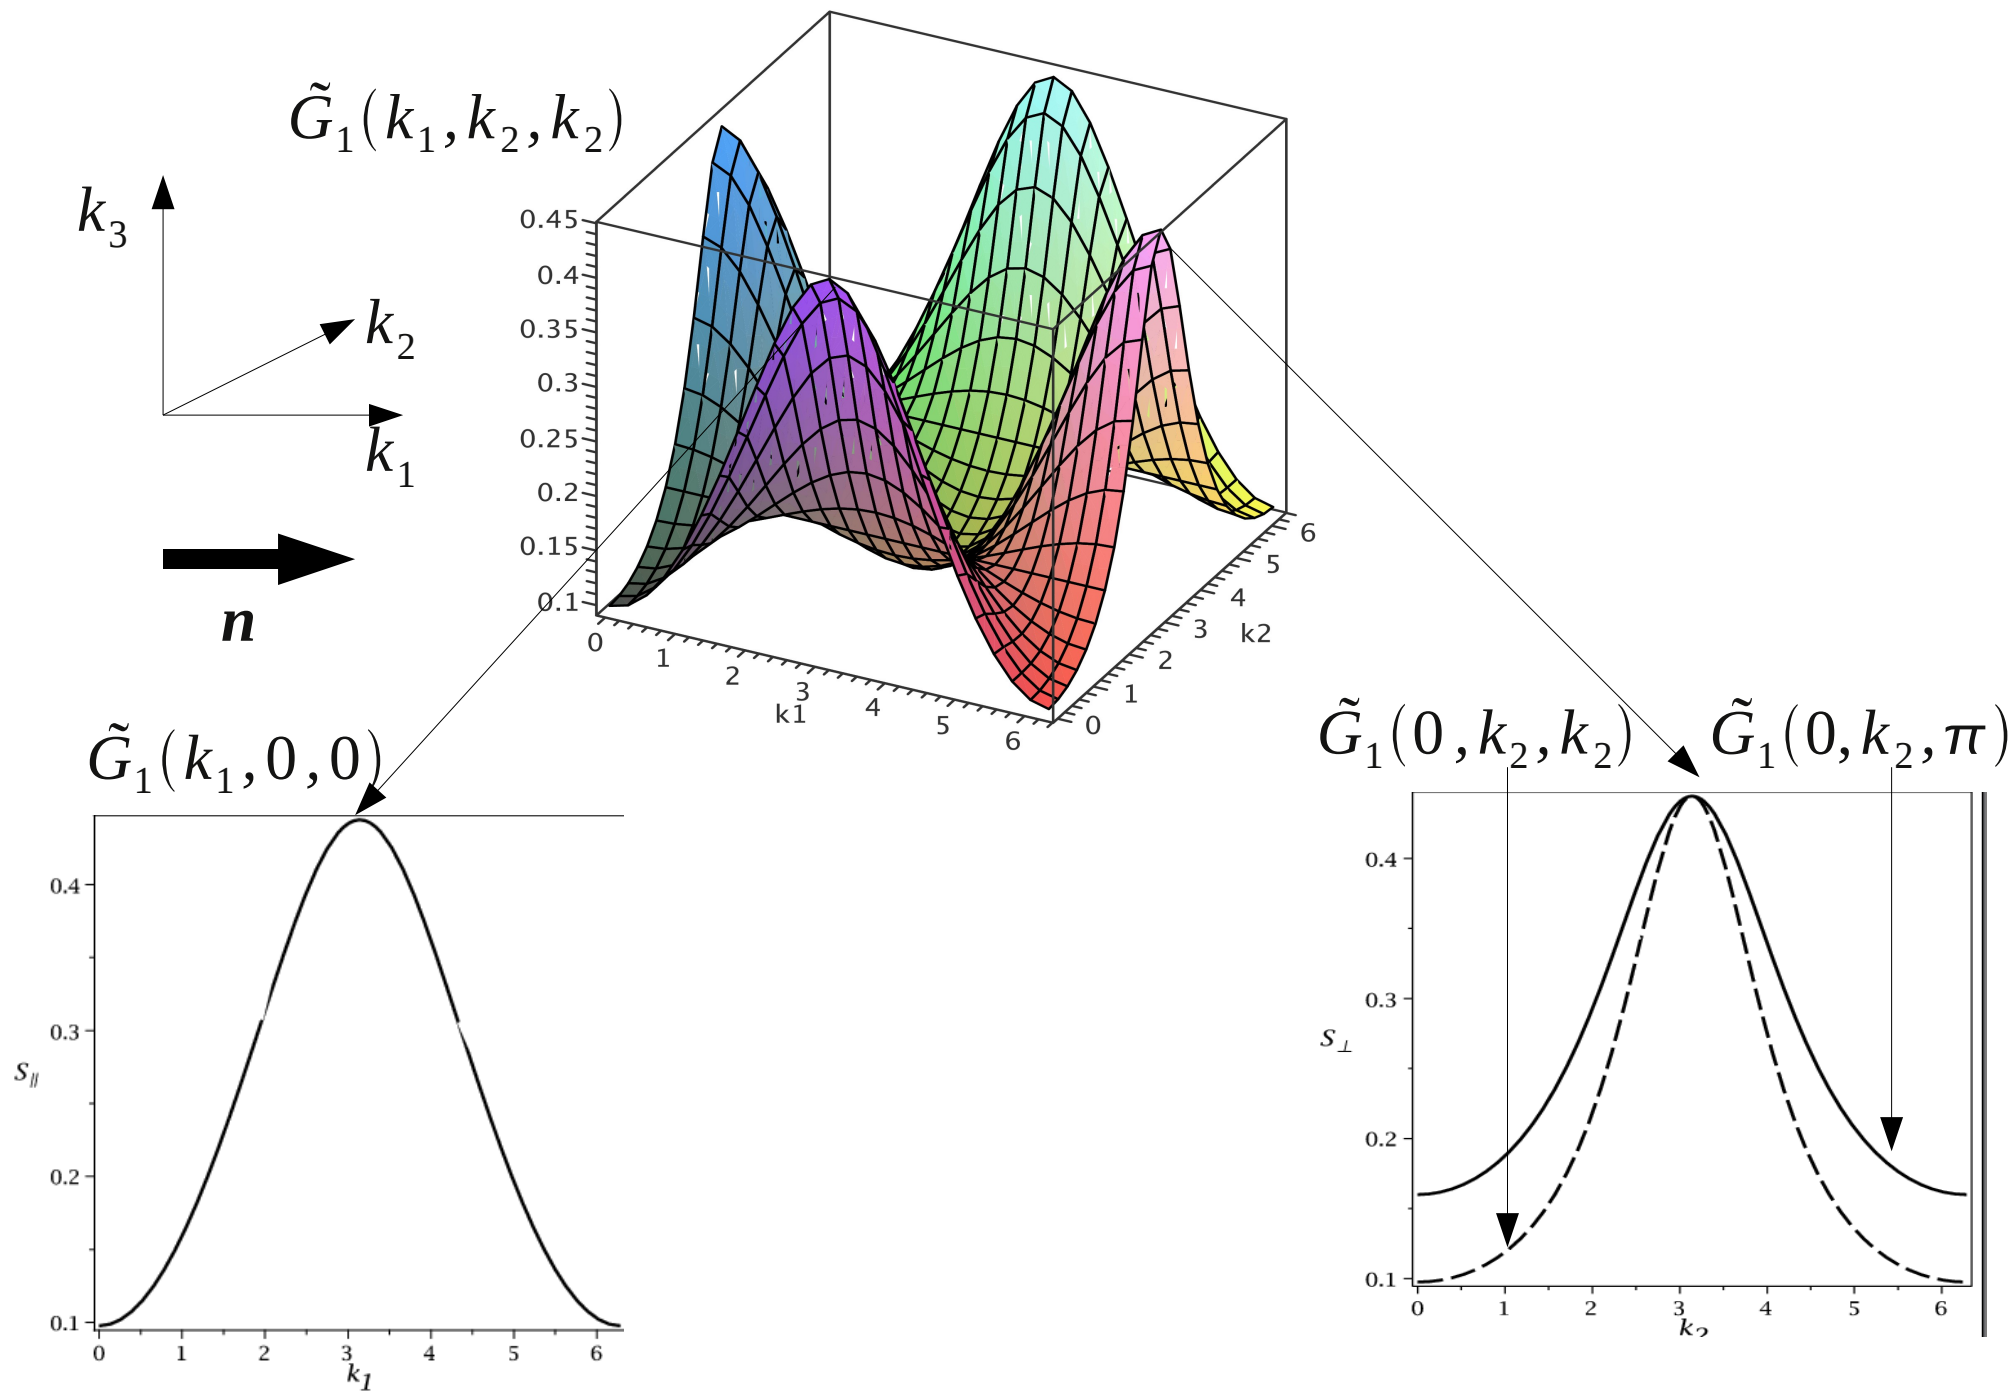 G̃₁(k₁,k₂,k₂)
k₃
k₂
k₁
n
0.45
0.4
0.35
0.3
0.25
0.2
0.15
0.1
0 1 2 3 4 5 6
k1
0 1 2 3 4 5 6
k2
G̃₁(k₁,0,0)
0.4
0.3
0.2
0.1
S∥
0 1 2 3 4 5 6
k₁
G̃₁(0,k₂,k₂) G̃₁(0,k₂,π)
0.4
0.3
0.2
0.1
S⊥
0 1 2 3 4 5 6
k₂